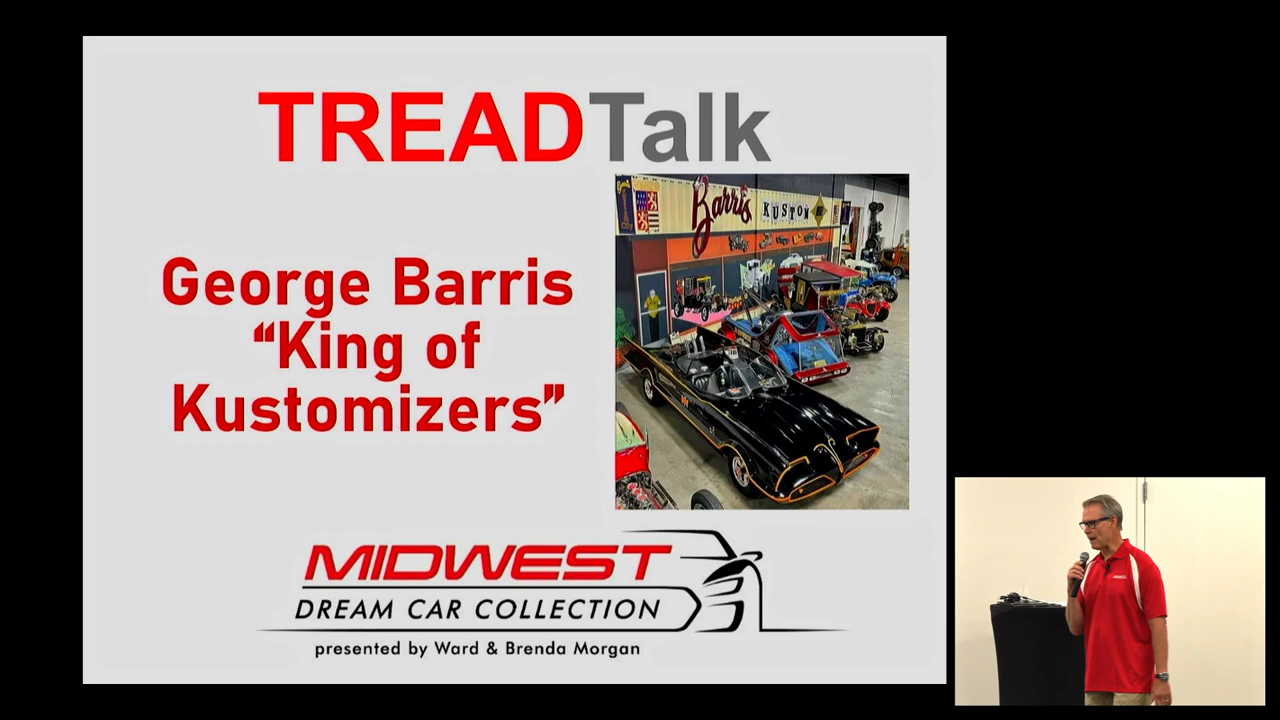 TREADTalk
Barris
KUSTOM
George Barris
“King of
Kustomizers”
MIDWEST
DREAM CAR COLLECTION
presented by Ward & Brenda Morgan